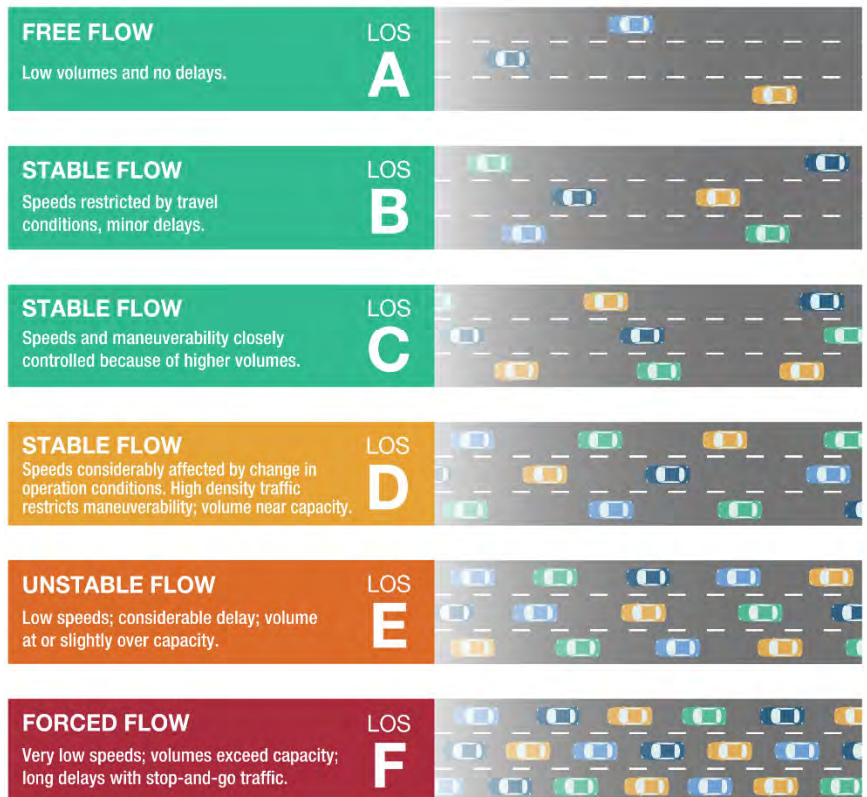 FREE FLOW
LOS
A
Low volumes and no delays.
STABLE FLOW
LOS
B
Speeds restricted by travel
conditions, minor delays.
STABLE FLOW
LOS
C
Speeds and maneuverability closely
controlled because of higher volumes.
STABLE FLOW
LOS
D
Speeds considerably affected by change in
operation conditions. High density traffic
restricts maneuverability; volume near capacity.
UNSTABLE FLOW
LOS
E
Low speeds; considerable delay; volume
at or slightly over capacity.
FORCED FLOW
LOS
F
Very low speeds; volumes exceed capacity;
long delays with stop-and-go traffic.